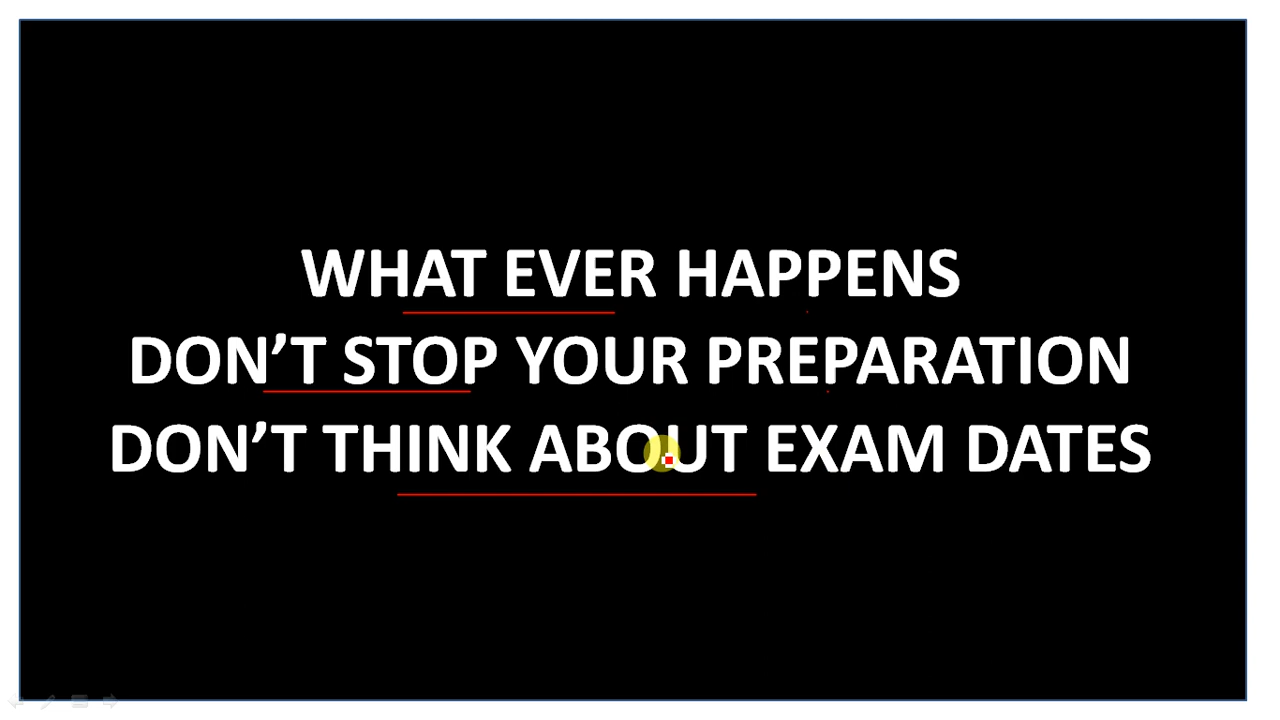 WHAT EVER HAPPENS
DON’T STOP YOUR PREPARATION
DON’T THINK ABOUT EXAM DATES